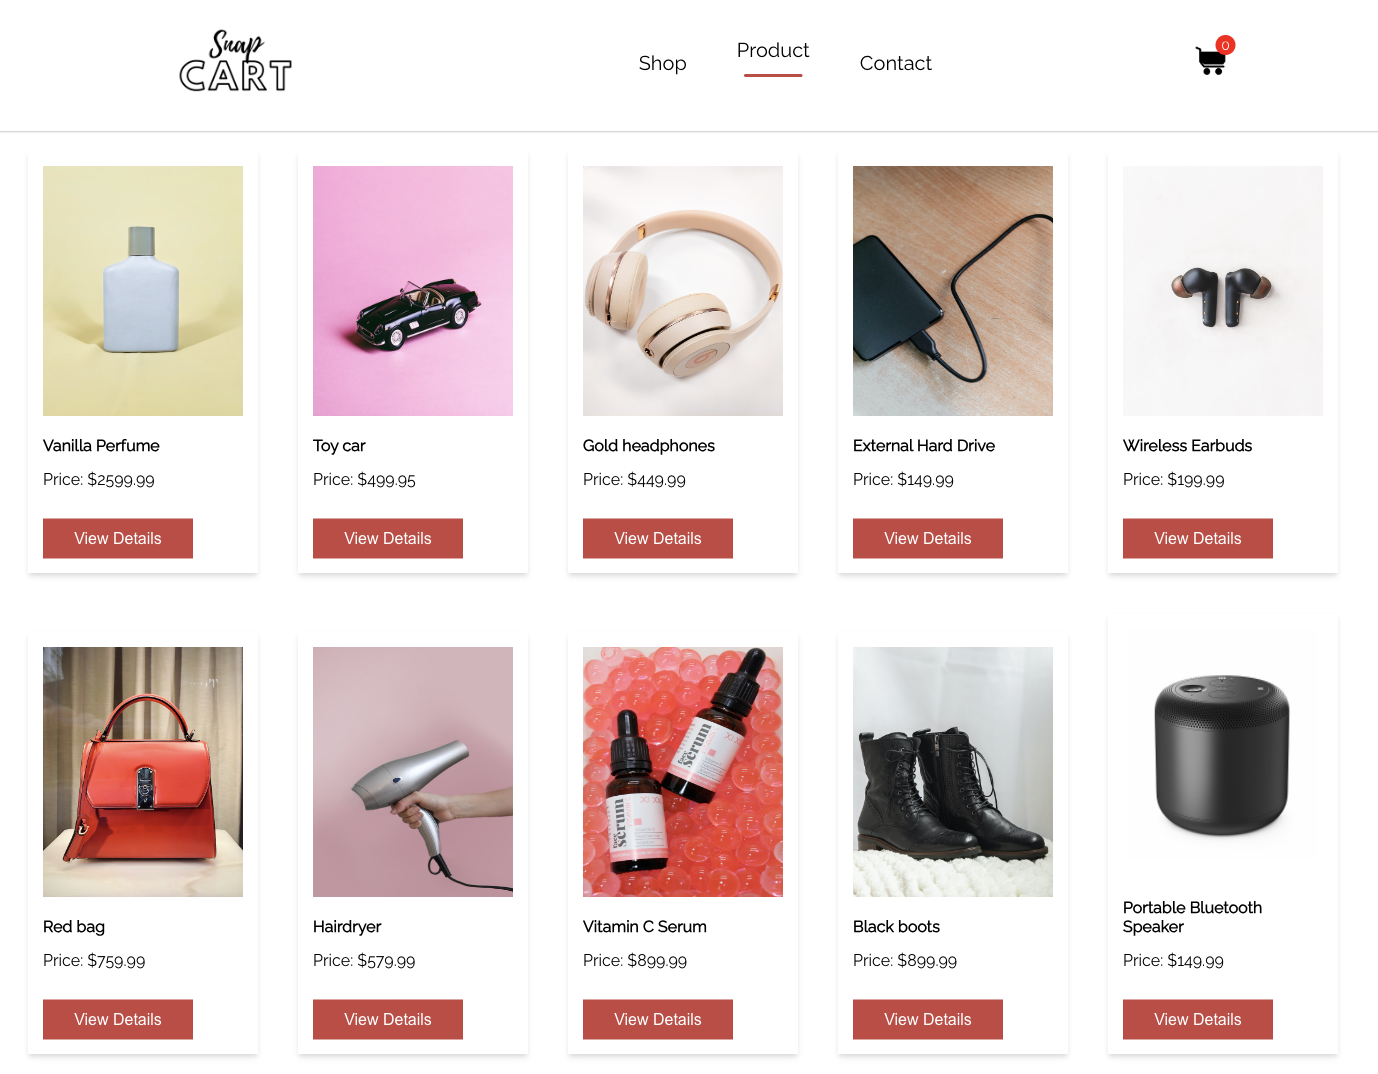 Snap
CART
Shop
Product
Contact
0
Vanilla Perfume
Price: $2599.99
View Details
Toy car
Price: $499.95
View Details
Gold headphones
Price: $449.99
View Details
External Hard Drive
Price: $149.99
View Details
Wireless Earbuds
Price: $199.99
View Details
serum
serum
Red bag
Price: $759.99
View Details
Hairdryer
Price: $579.99
View Details
Vitamin C Serum
Price: $899.99
View Details
Black boots
Price: $899.99
View Details
Portable Bluetooth
Speaker
Price: $149.99
View Details